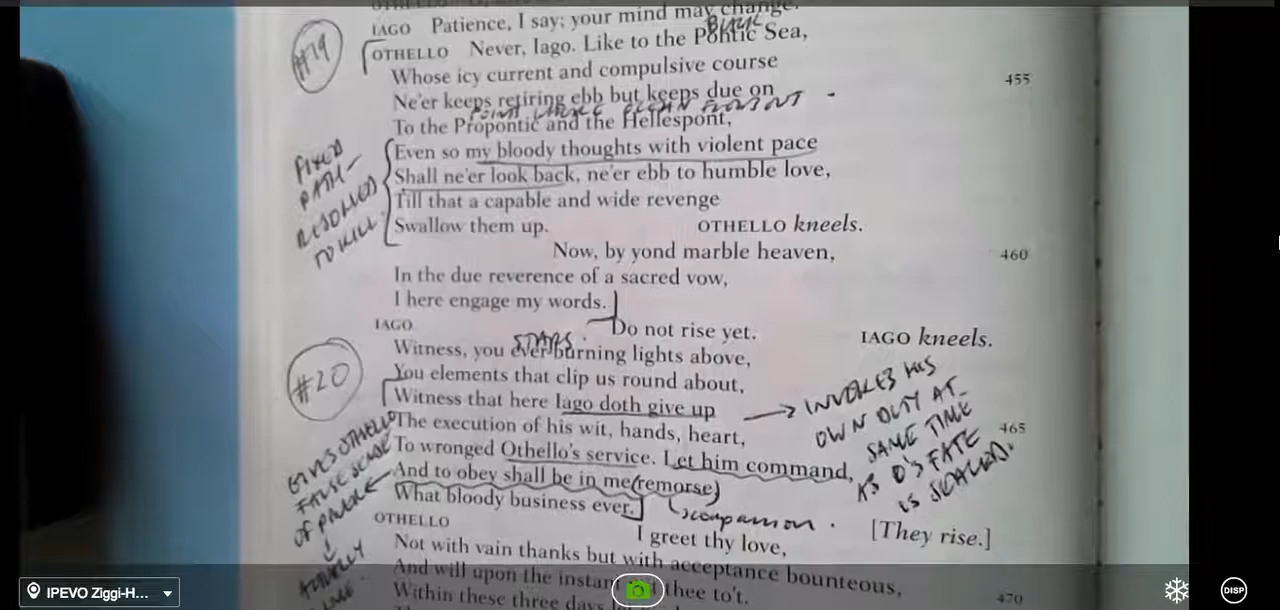 IAGO Patience, I say; your mind may change.
BLACK
#19
OTHELLO Never, Iago. Like to the Pontic Sea,
Whose icy current and compulsive course
455
Ne'er keeps retiring ebb but keeps due on
To the Propontic and the Hellespont,
Even so my bloody thoughts with violent pace
Shall ne'er look back, ne'er ebb to humble love,
Till that a capable and wide revenge
Swallow them up. OTHELLO kneels.
FIXED
PATH—
RESOLVED
TO KILL
Now, by yond marble heaven,
460
In the due reverence of a sacred vow,
I here engage my words.
IAGO
Do not rise yet.
IAGO kneels.
STARS.
Witness, you ever-burning lights above,
#20
You elements that clip us round about,
Witness that here Iago doth give up
The execution of his wit, hands, heart,
465
To wronged Othello's service. Let him command,
And to obey shall be in me (remorse)
What bloody business ever.
INVOKES HIS
OWN DUTY AT
SAME TIME
AS O'S FATE
IS SEALED.
GIVES OTHELLO
FALSE SENSE
OF
compassion.
[They rise.]
OTHELLO
I greet thy love,
Not with vain thanks but with acceptance bounteous,
And will upon the instant thee to't.
470
Within these three days
IPEVO Ziggi-H...
DISP